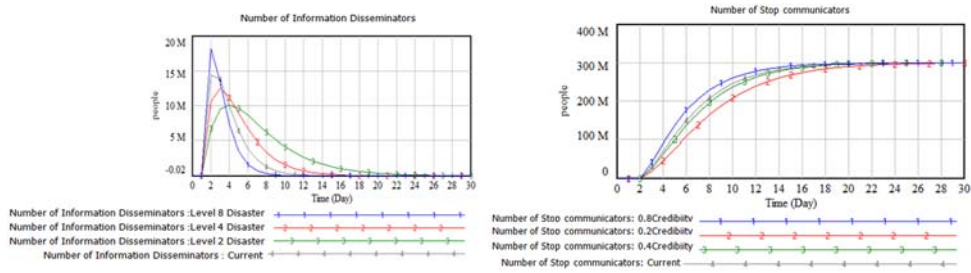 Number of Information Disseminators
20 M
15 M
10 M
5 M
-0.02
people
0 2 4 6 8 10 12 14 16 18 20 22 24 26 28 30
Time (Day)
Number of Information Disseminators :Level 8 Disaster
Number of Information Disseminators :Level 4 Disaster
Number of Information Disseminators :Level 2 Disaster
Number of Information Disseminators : Current
Number of Stop communicators
400 M
300 M
200 M
100 M
0
people
0 2 4 6 8 10 12 14 16 18 20 22 24 26 28 30
Time (Day)
Number of Stop communicators: 0.8Credibiitv
Number of Stop communicators: 0.2Credibiity
Number of Stop communicators: 0.4Credibiity
Number of Stop communicators: Current